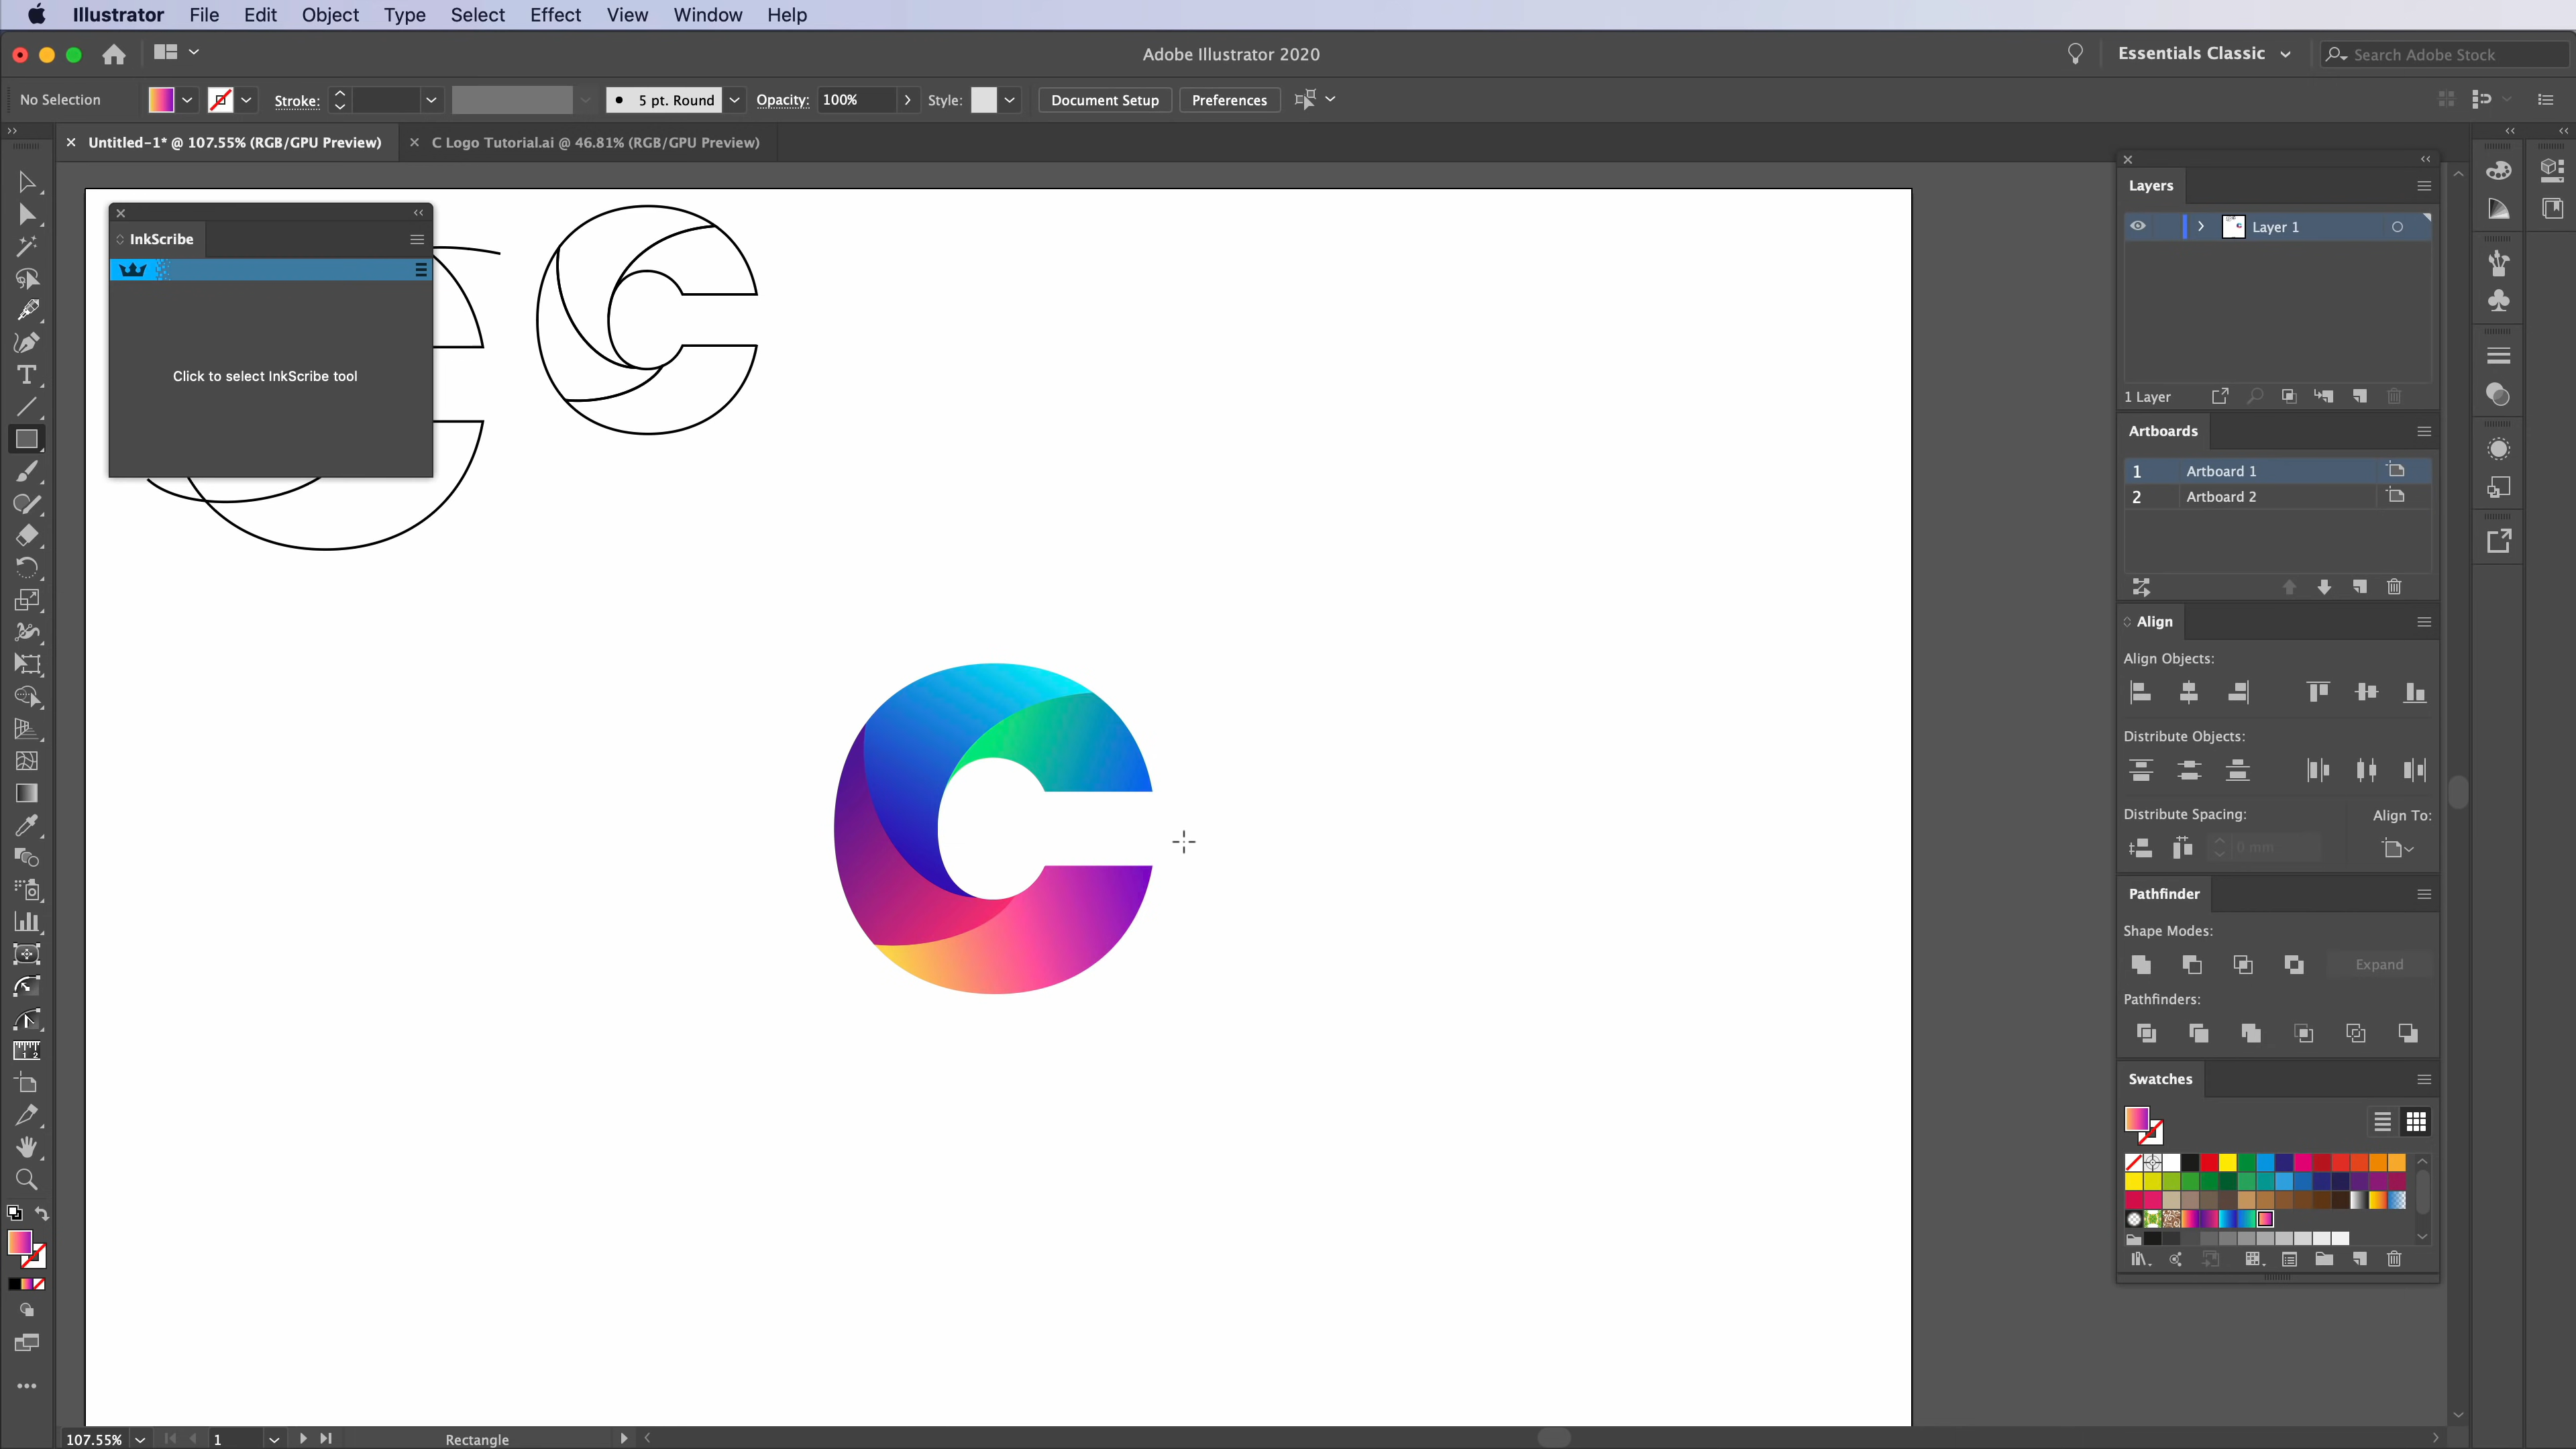 Illustrator File Edit Object Type Select Effect View Window Help
Adobe Illustrator 2020
Essentials Classic
Search Adobe Stock
No Selection Stroke: 5 pt. Round Opacity: 100% Style: Document Setup Preferences
Untitled-1* @ 107.55% (RGB/GPU Preview)
C Logo Tutorial.ai @ 46.81% (RGB/GPU Preview)
InkScribe
Click to select InkScribe tool
Layers
Layer 1
1 Layer
Artboards
1 Artboard 1
2 Artboard 2
Align
Align Objects:
Distribute Objects:
Distribute Spacing: Align To:
0 mm
Pathfinder
Shape Modes:
Expand
Pathfinders:
Swatches
107.55% 1 Rectangle